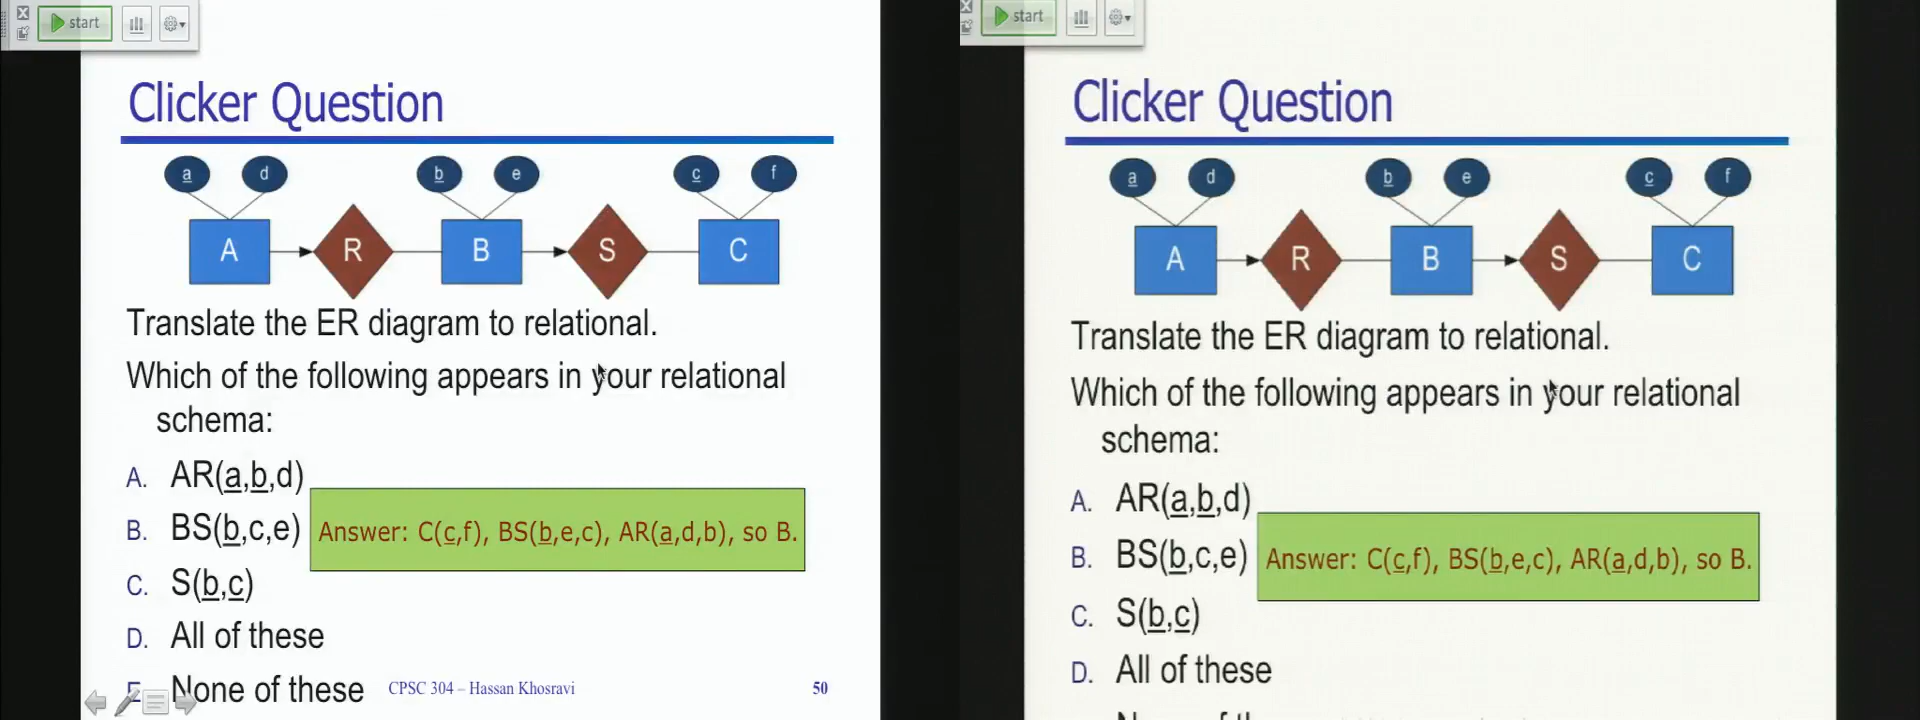 start
Clicker Question
a d b e c f
A R B S C
Translate the ER diagram to relational.
Which of the following appears in your relational
schema:
A. AR(a,b,d)
B. BS(b,c,e)
Answer: C(c,f), BS(b,e,c), AR(a,d,b), so B.
C. S(b,c)
D. All of these
E. None of these
CPSC 304 – Hassan Khosravi
50
start
Clicker Question
a d b e c f
A R B S C
Translate the ER diagram to relational.
Which of the following appears in your relational
schema:
A. AR(a,b,d)
B. BS(b,c,e)
Answer: C(c,f), BS(b,e,c), AR(a,d,b), so B.
C. S(b,c)
D. All of these